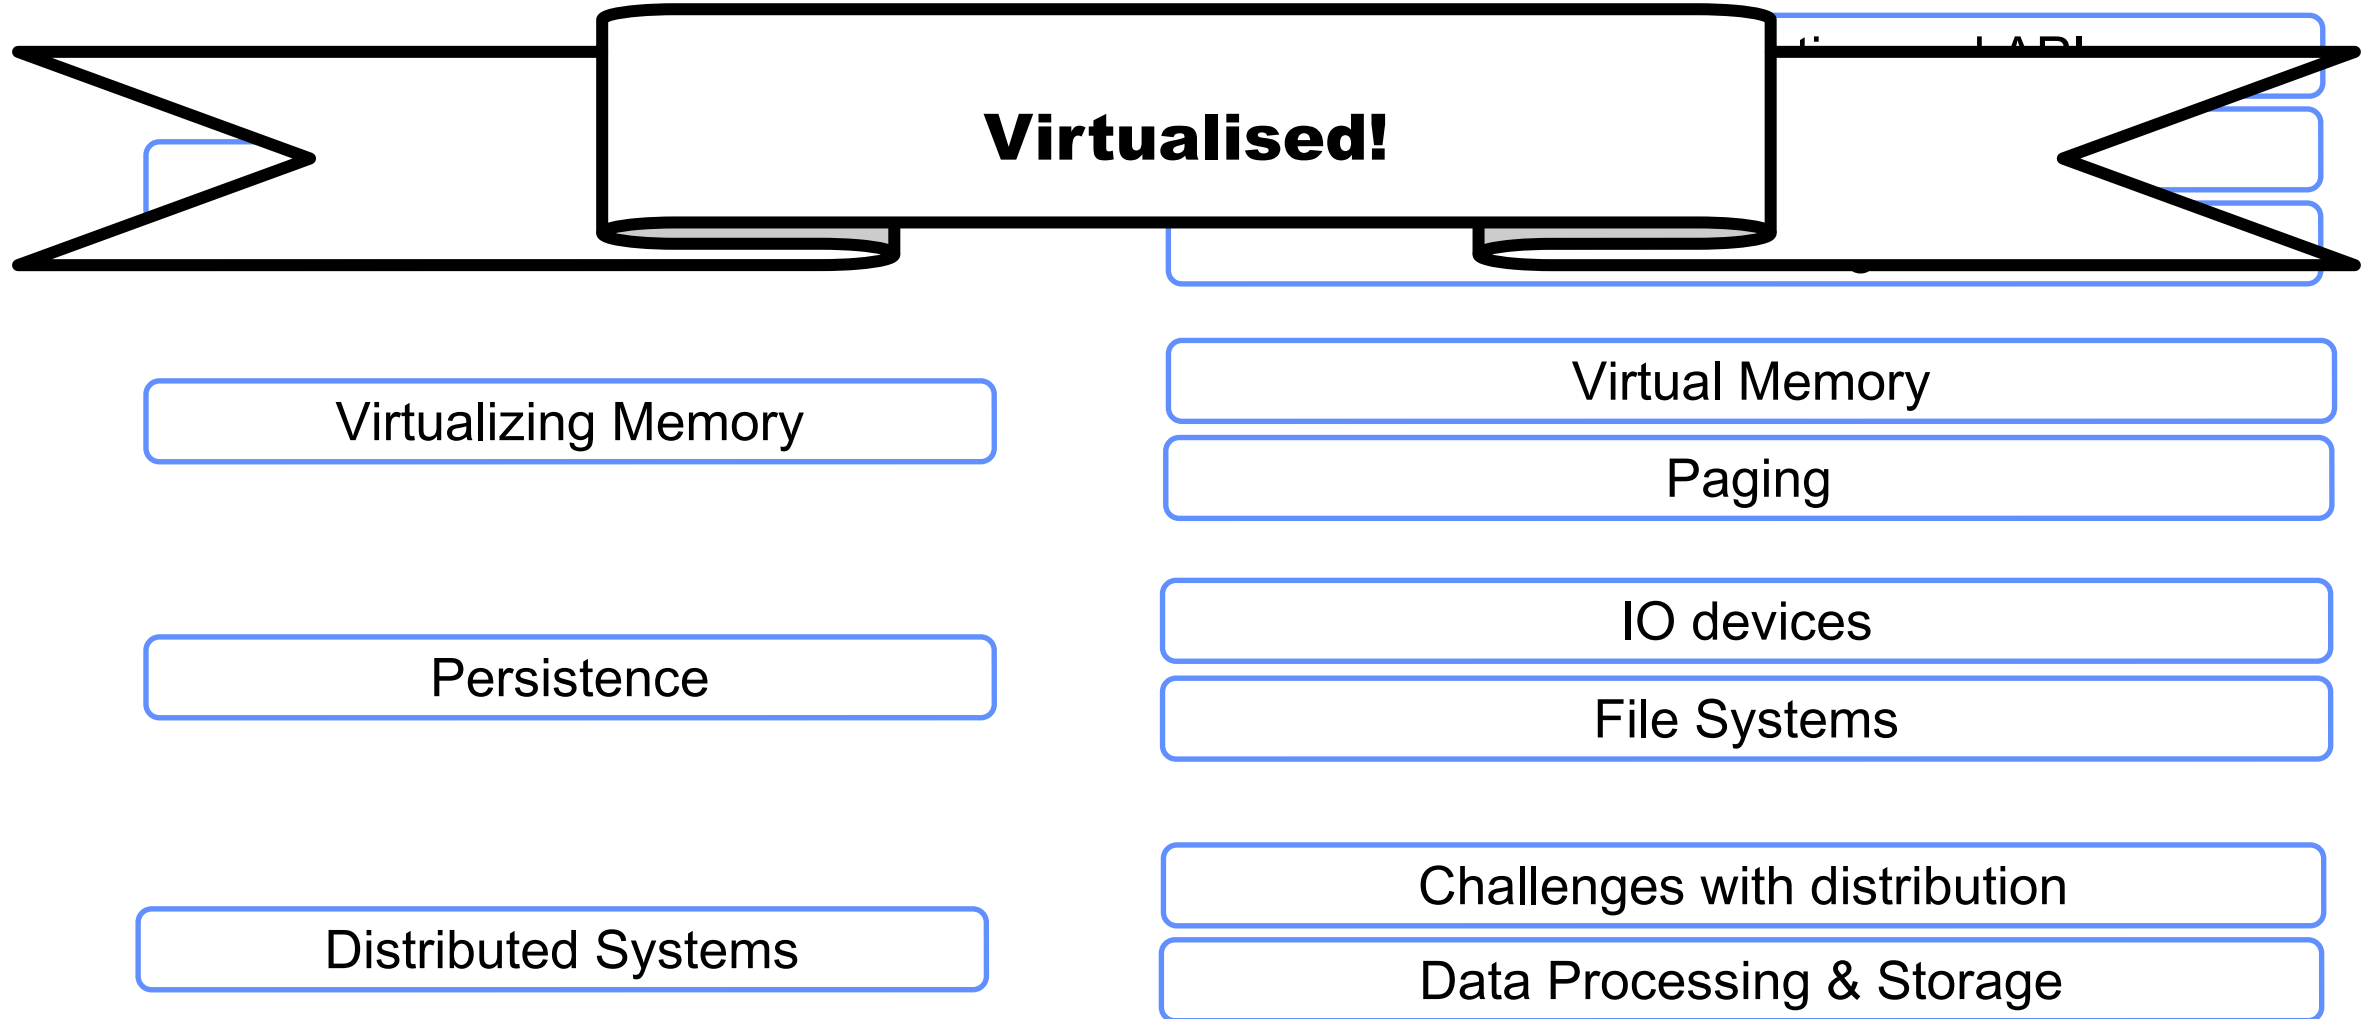 Virtualised!
Virtualizing Memory
Virtual Memory
Paging
Persistence
IO devices
File Systems
Distributed Systems
Challenges with distribution
Data Processing & Storage